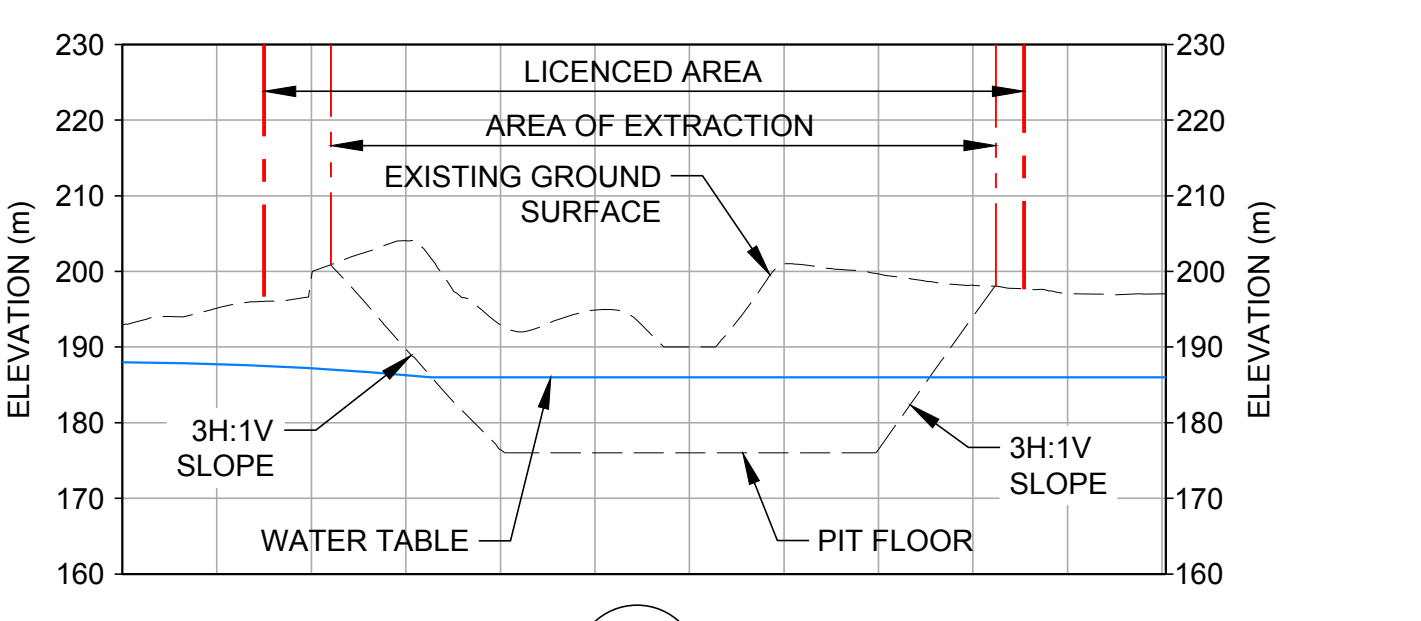 230
230
LICENCED AREA
220
AREA OF EXTRACTION
220
EXISTING GROUND
SURFACE
210
210
ELEVATION (m)
ELEVATION (m)
200
200
190
190
180
180
3H:1V
SLOPE
3H:1V
SLOPE
170
170
WATER TABLE
PIT FLOOR
160
160